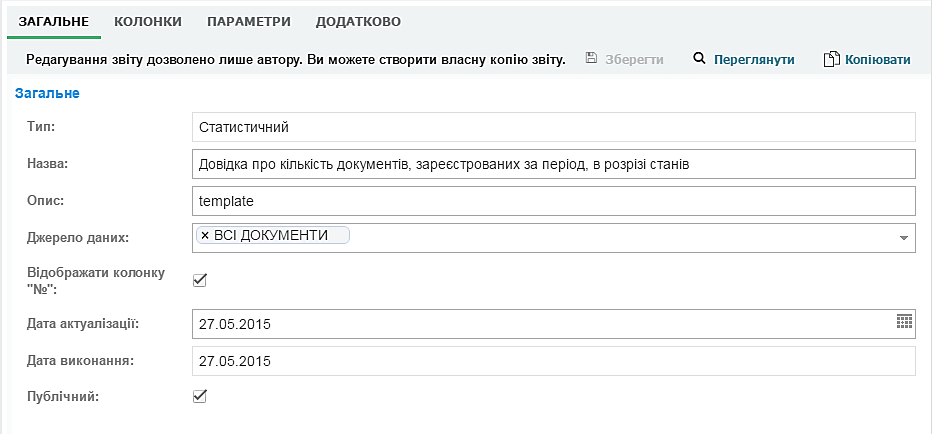 ЗАГАЛЬНЕ КОЛОНКИ ПАРАМЕТРИ ДОДАТКОВО
Редагування звіту дозволено лише автору. Ви можете створити власну копію звіту. Зберегти Переглянути Копіювати
Загальне
Тип: Статистичний
Назва: Довідка про кількість документів, зареєстрованих за період, в розрізі станів
Опис: template
Джерело даних: × ВСІ ДОКУМЕНТИ
Відображати колонку
"№":
Дата актуалізації: 27.05.2015
Дата виконання: 27.05.2015
Публічний: